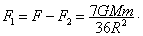 F₁ = F − F₂ = 7GMm / 36R² ·